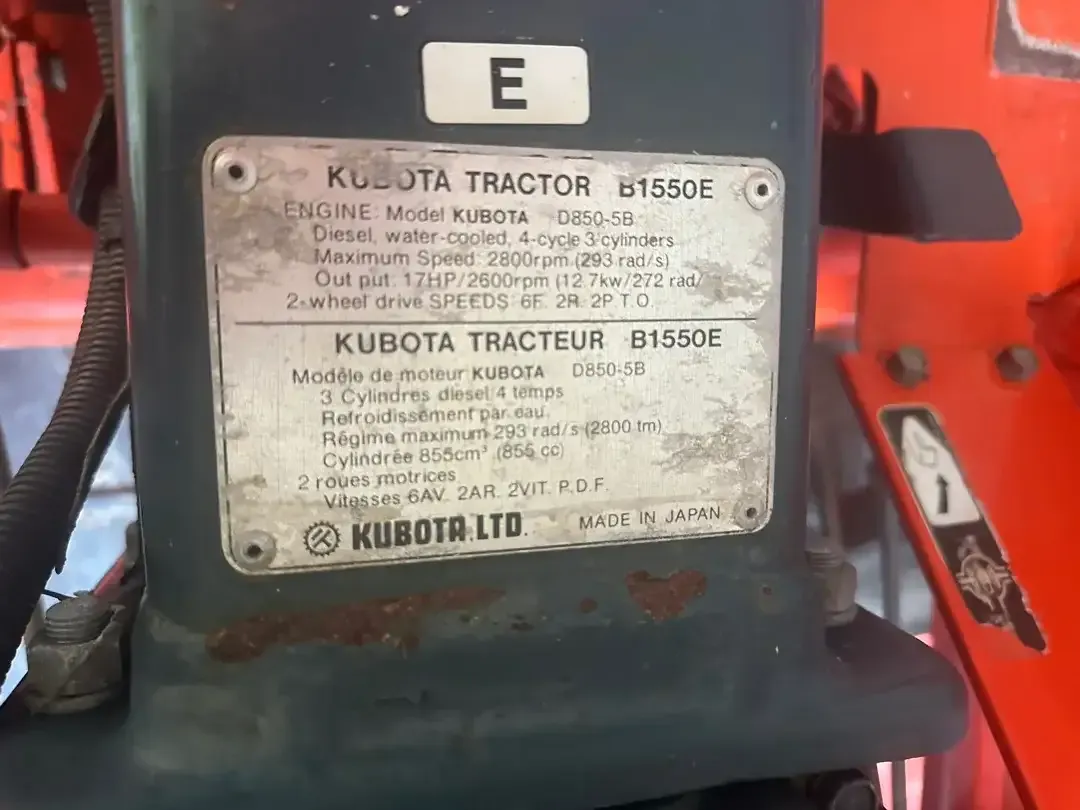 E
KUBOTA TRACTOR B1550E
ENGINE: Model KUBOTA D850-5B
Diesel, water-cooled, 4-cycle 3-cylinders
Maximum Speed: 2800rpm (293 rad/s)
Out put: 17HP/2600rpm (12.7kw/272 rad/
2-wheel drive SPEEDS: 6F. 2R. 2P.T.O.
KUBOTA TRACTEUR B1550E
Modéle de moteur KUBOTA D850-5B
3 Cylindres diesel 4 temps
Refroidissement par eau.
Régime maximum 293 rad/s (2800 tm)
Cylindrée 855cm³ (855 cc)
2 roues motrices
Vitesses 6AV. 2AR. 2VIT. P.D.F.
KUBOTA.LTD. MADE IN JAPAN